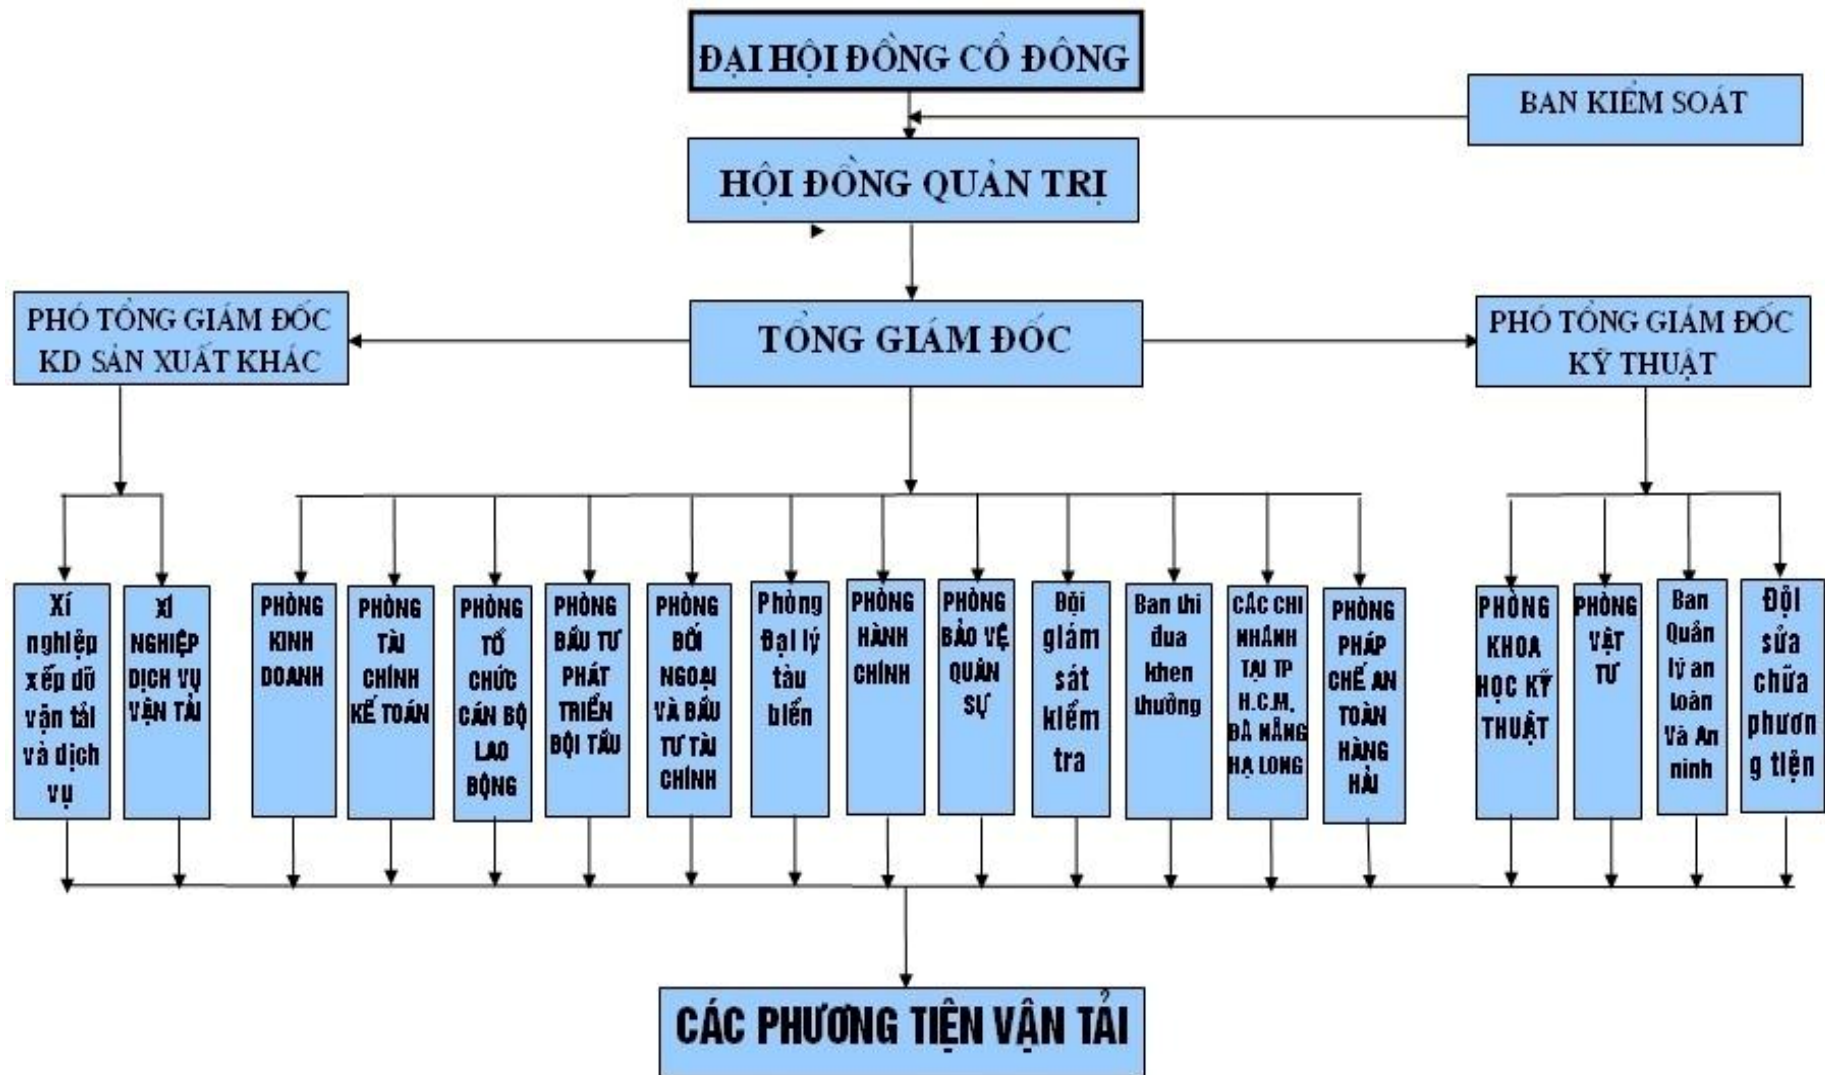 ĐẠI HỘI ĐỒNG CỔ ĐÔNG
BAN KIỂM SOÁT
HỘI ĐỒNG QUẢN TRỊ
PHÓ TỔNG GIÁM ĐỐC
KD SẢN XUẤT KHÁC
TỔNG GIÁM ĐỐC
PHÓ TỔNG GIÁM ĐỐC
KỸ THUẬT
Xí
nghiệp
xếp dỡ
vận tải
và dịch
vụ
XÍ
NGHIỆP
DỊCH VỤ
VẬN TẢI
PHÒNG
KINH
DOANH
PHÒNG
TÀI
CHÍNH
KẾ TOÁN
PHÒNG
TỔ
CHỨC
CÁN BỘ
LAO
ĐỘNG
PHÒNG
ĐẦU TƯ
PHÁT
TRIỂN
ĐỘI TẦU
PHÒNG
ĐỐI
NGOẠI
VÀ ĐẦU
TƯ TÀI
CHÍNH
Phòng
Đại lý
tàu
biển
PHÒNG
HÀNH
CHÍNH
PHÒNG
BẢO VỆ
QUÂN
SỰ
Đội
giám
sát
kiểm
tra
Ban thi
đua
khen
thưởng
CÁC CHI
NHÁNH
TẠI TP
H.C.M,
ĐÀ NẴNG
HẠ LONG
PHÒNG
PHÁP
CHẾ AN
TOÀN
HÀNG
HẢI
PHÒNG
KHOA
HỌC KỸ
THUẬT
PHÒNG
VẬT
TƯ
Ban
Quản
lý an
toàn
Và An
ninh
Đội
sửa
chữa
phươn
g tiện
CÁC PHƯƠNG TIỆN VẬN TẢI